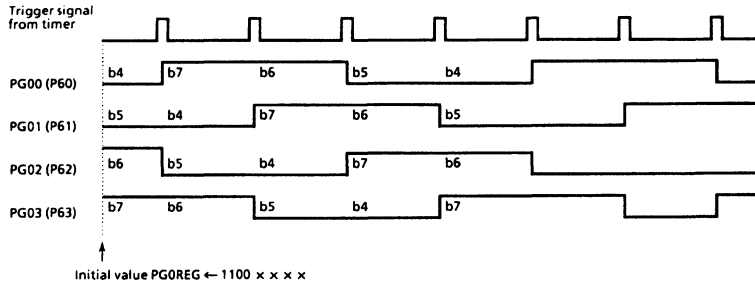 Trigger signal
from timer
PG00 (P60) b4 b7 b6 b5 b4
PG01 (P61) b5 b4 b7 b6 b5
PG02 (P62) b6 b5 b4 b7 b6
PG03 (P63) b7 b6 b5 b4 b7
Initial value PG0REG ← 1100 × × × ×